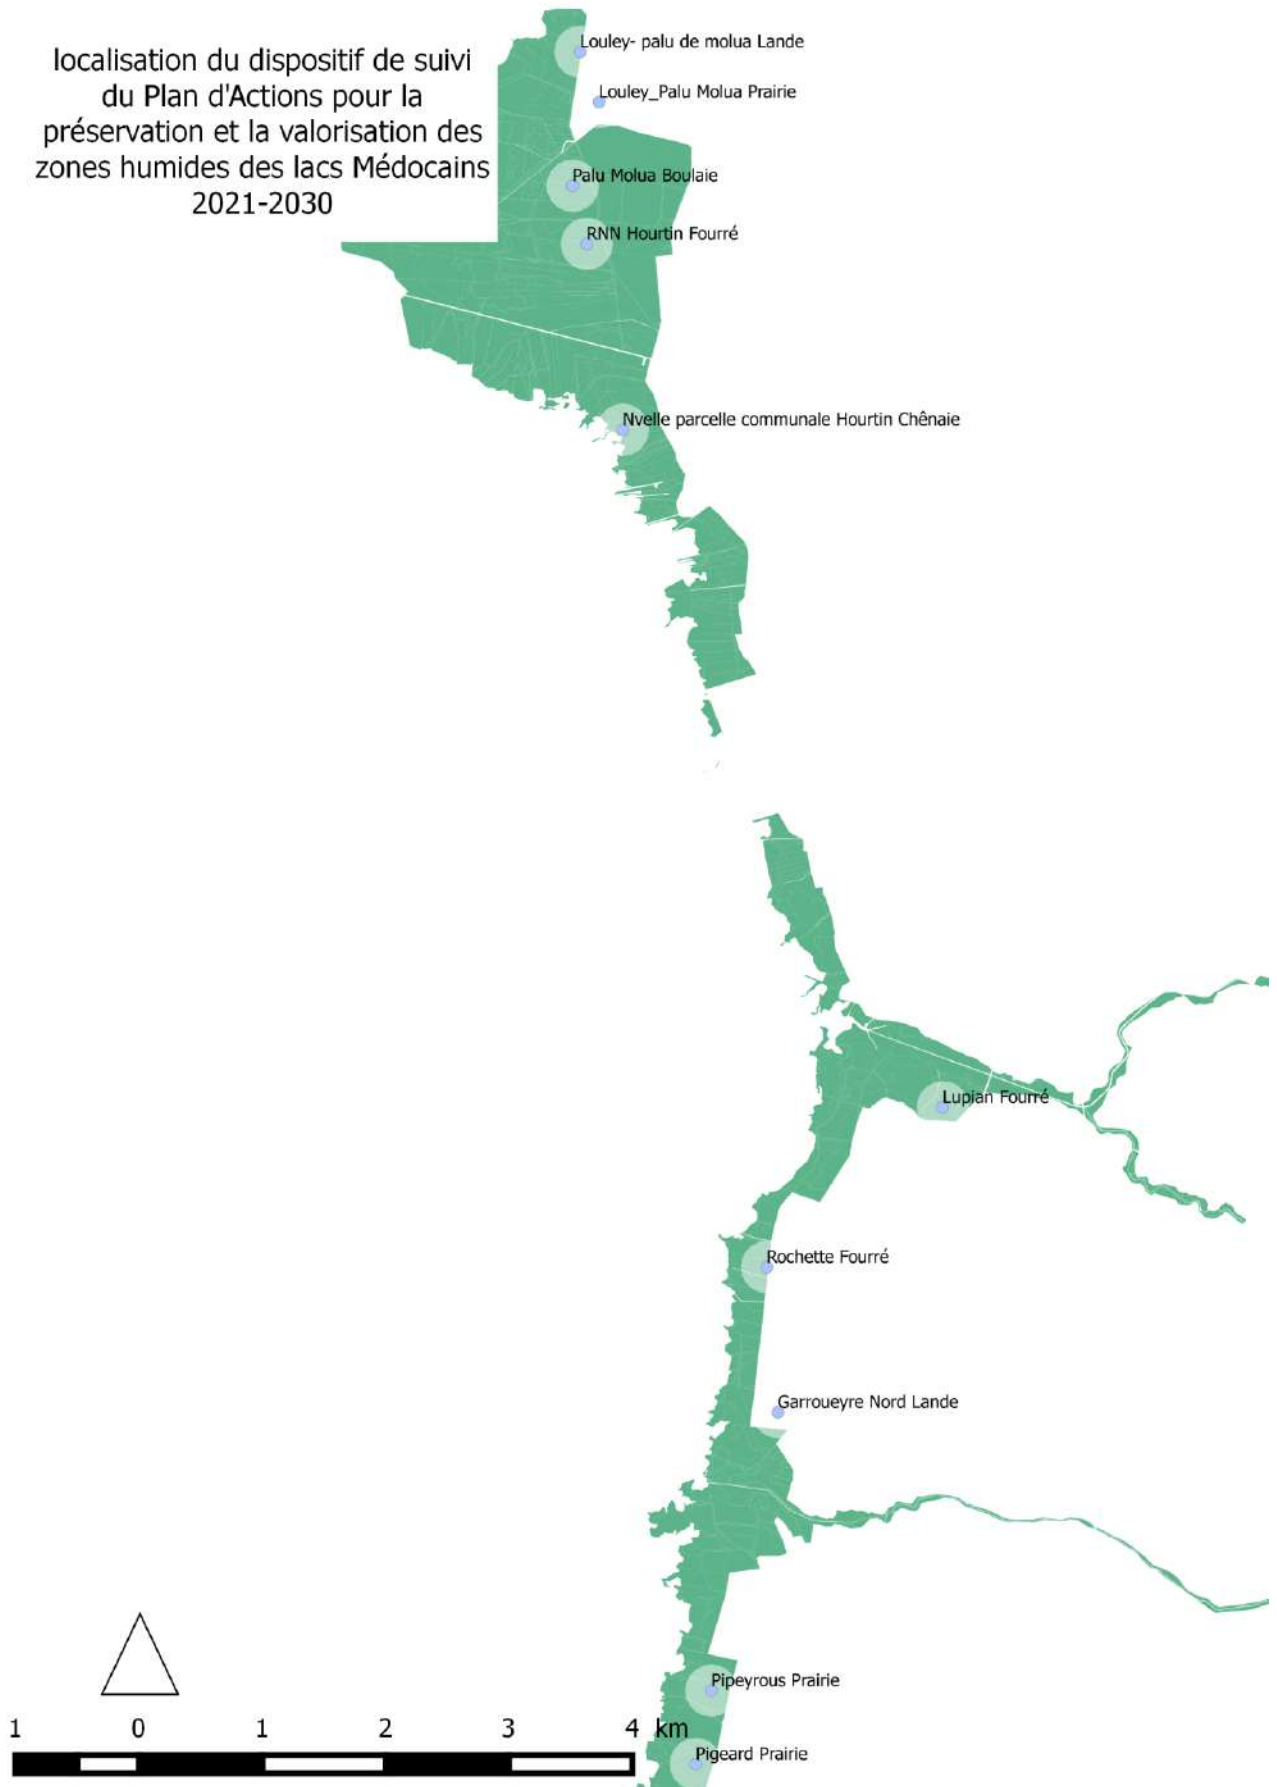 localisation du dispositif de suivi
du Plan d'Actions pour la
préservation et la valorisation des
zones humides des lacs Médocains
2021-2030
Louley- palu de molua Lande
Louley_Palu Molua Prairie
Palu Molua Boulaie
RNN Hourtin Fourré
Nvelle parcelle communale Hourtin Chênaie
Lupian Fourré
Rochette Fourré
Garroueyre Nord Lande
Pipeyrous Prairie
1 0 1 2 3 4 km
Pigeard Prairie